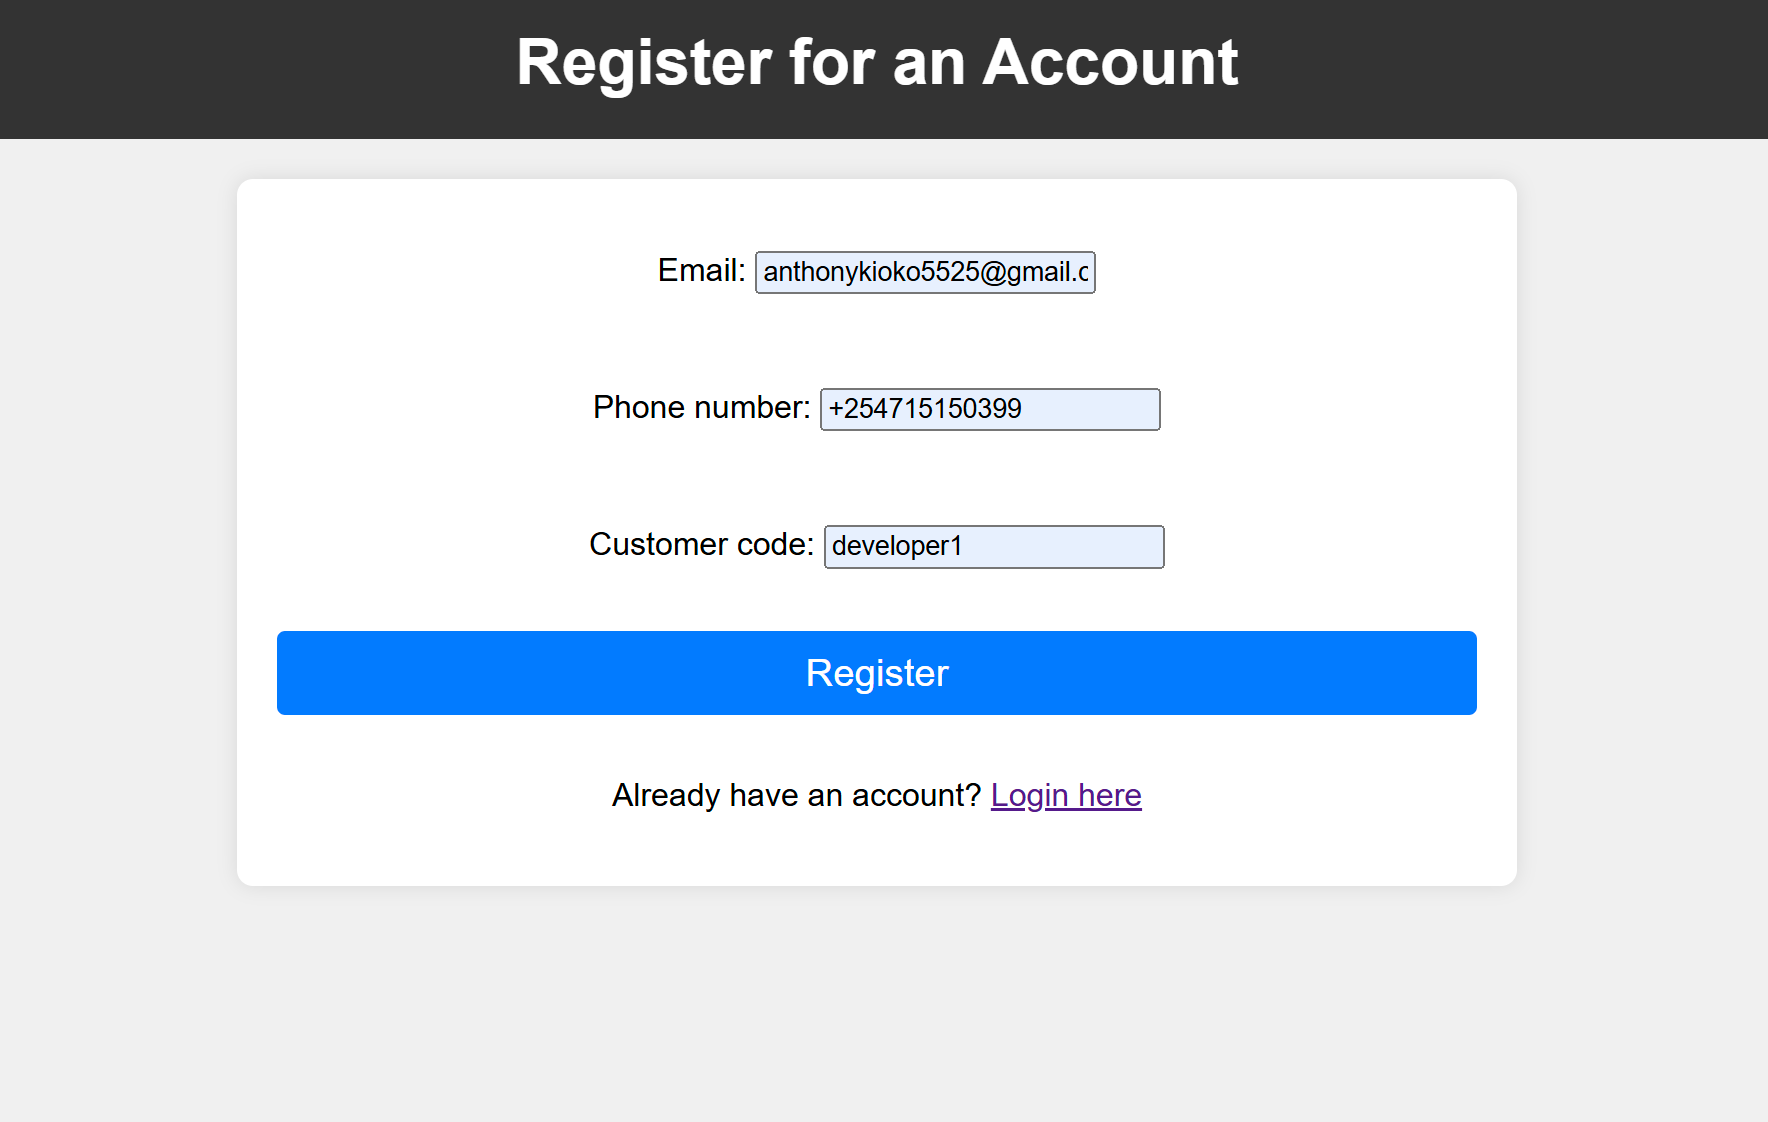 Register for an Account
Email: anthonykioko5525@gmail.c
Phone number: +254715150399
Customer code: developer1
Register
Already have an account? Login here